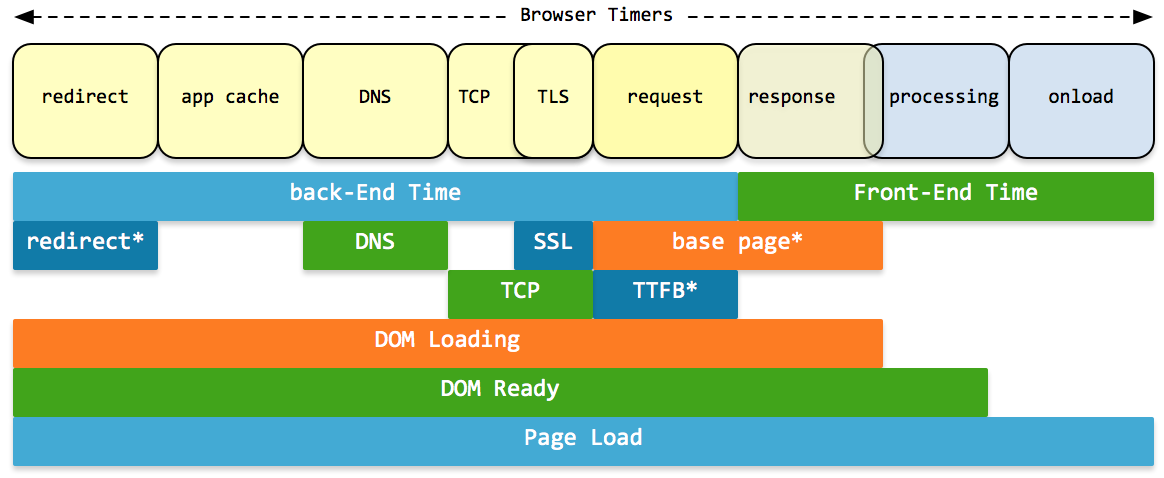 Browser Timers
redirect app cache DNS TCP TLS request response processing onload
back-End Time Front-End Time
redirect* DNS SSL base page*
TCP TTFB*
DOM Loading
DOM Ready
Page Load